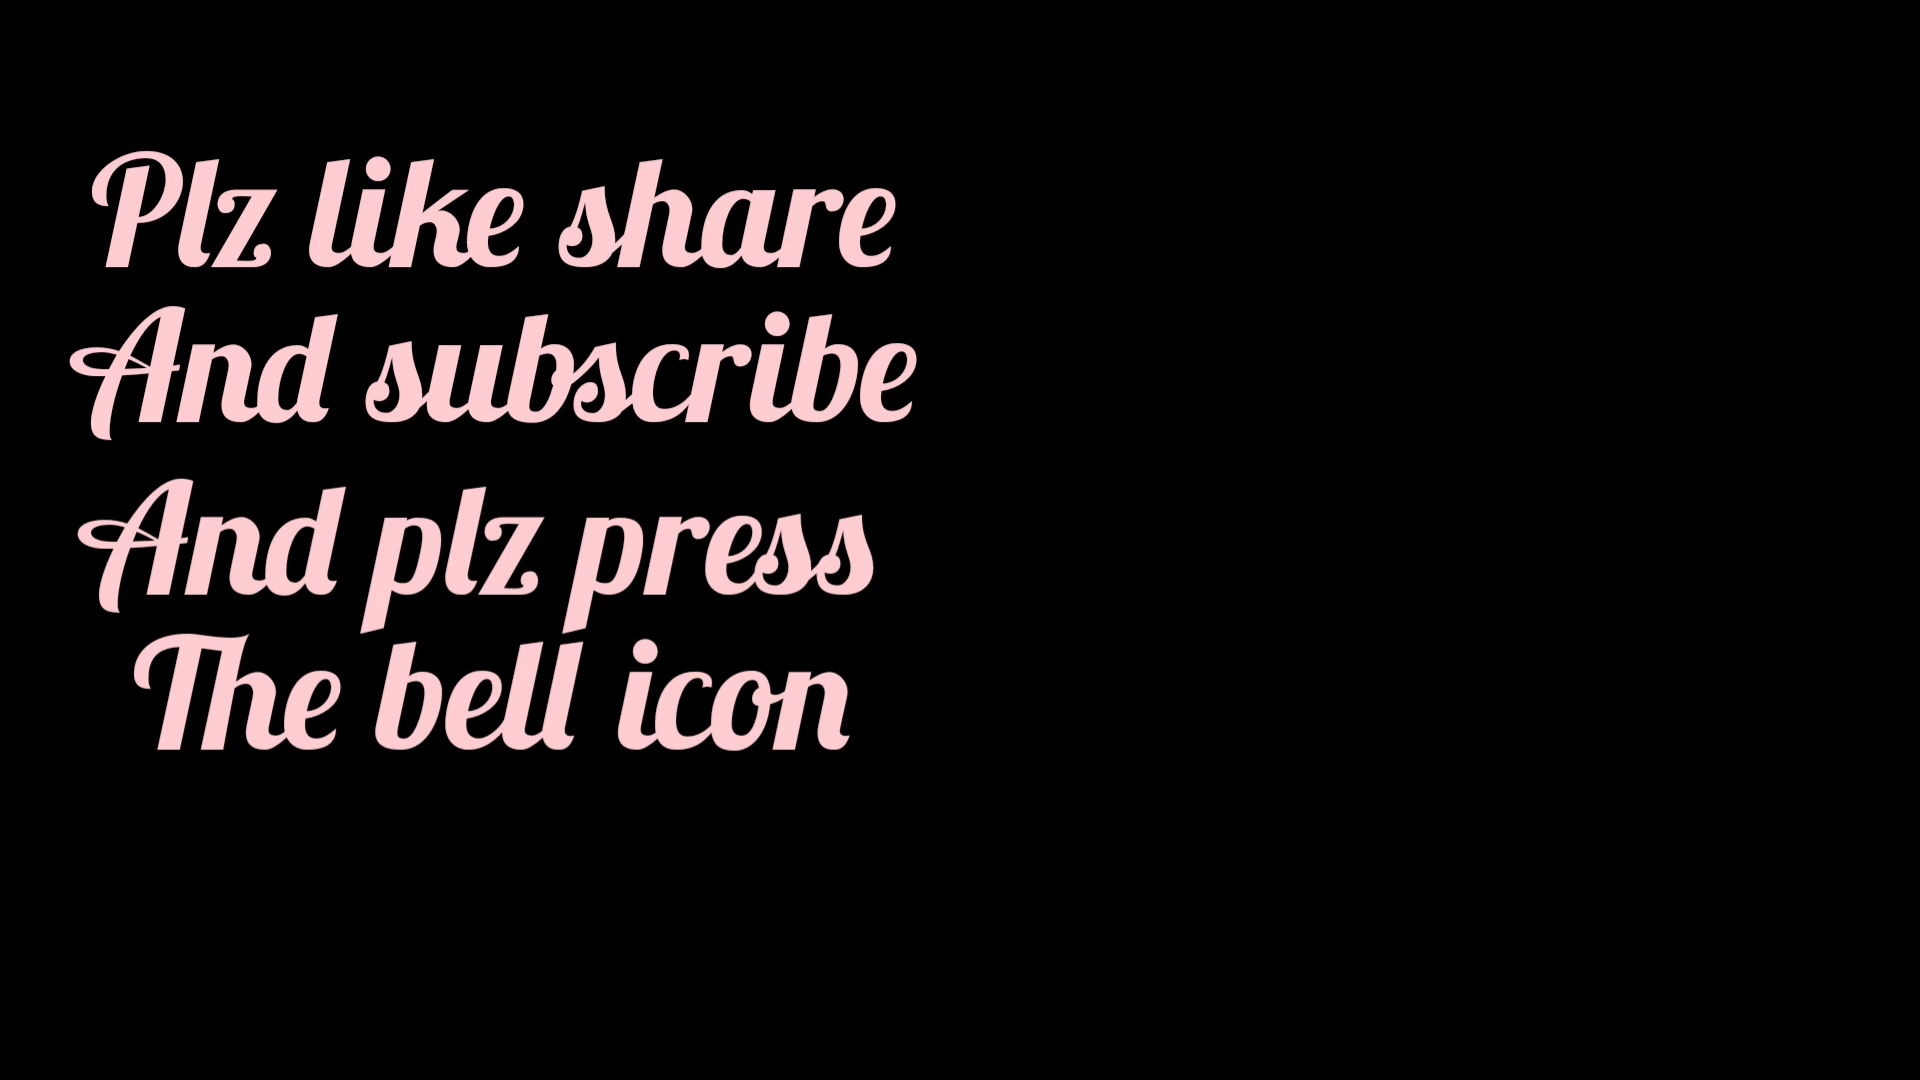 Plz like share
And subscribe
And plz press
The bell icon